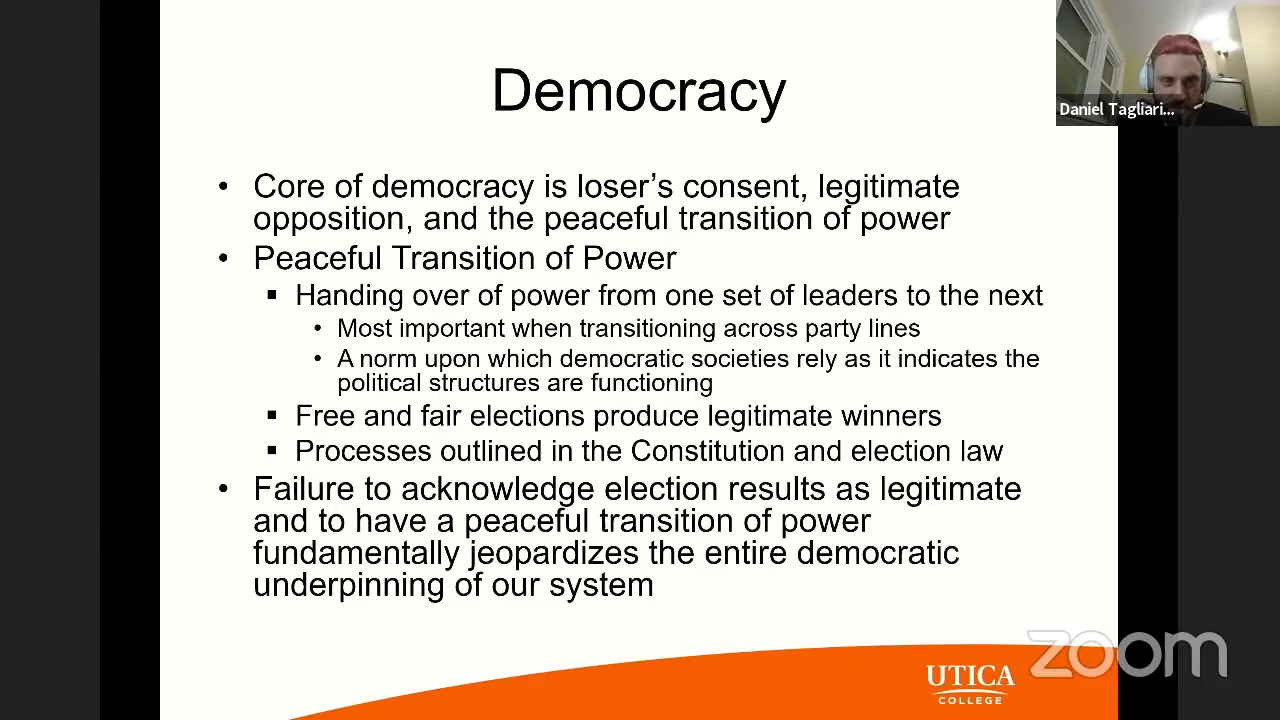 Democracy
Daniel Tagliari...
• Core of democracy is loser's consent, legitimate
opposition, and the peaceful transition of power
• Peaceful Transition of Power
▪ Handing over of power from one set of leaders to the next
• Most important when transitioning across party lines
• A norm upon which democratic societies rely as it indicates the
political structures are functioning
▪ Free and fair elections produce legitimate winners
▪ Processes outlined in the Constitution and election law
• Failure to acknowledge election results as legitimate
and to have a peaceful transition of power
fundamentally jeopardizes the entire democratic
underpinning of our system
zoom
UTICA
COLLEGE